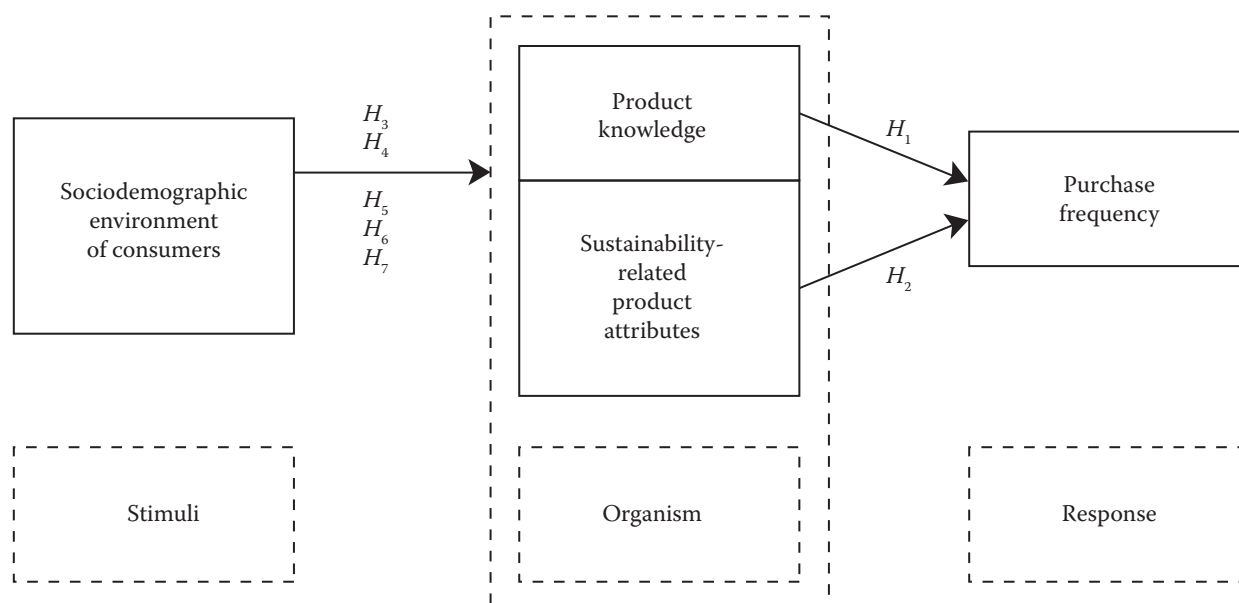 Sociodemographic
environment
of consumers
H₃
H₄
H₅
H₆
H₇
Product
knowledge
Sustainability-
related
product
attributes
H₁
H₂
Purchase
frequency
Stimuli
Organism
Response